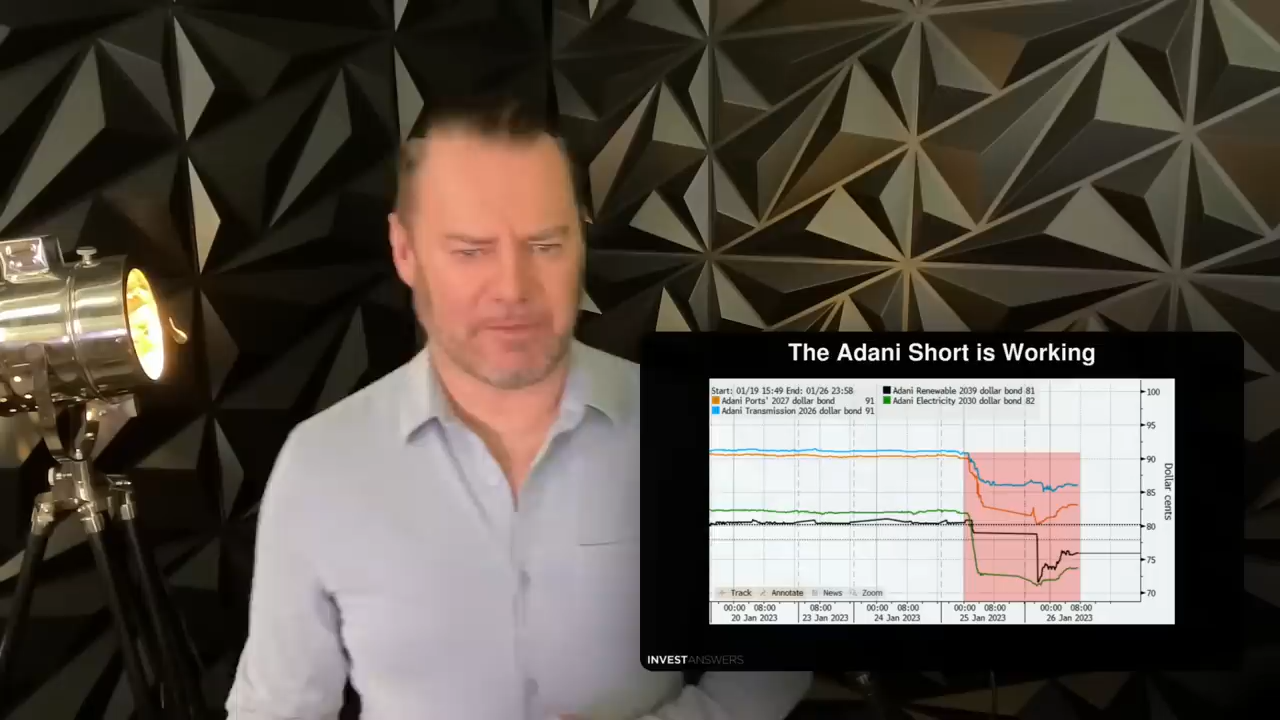 The Adani Short is Working
Start: 01/19 15:49 End: 01/26 23:58
Adani Renewable 2039 dollar bond 81
Adani Ports' 2027 dollar bond 91
Adani Electricity 2030 dollar bond 82
Adani Transmission 2026 dollar bond 91
100
95
90
85
80
75
70
Dollar cents
Track Annotate News Zoom
00:00 08:00 08:00 00:00 08:00 00:00 08:00 00:00 08:00
20 Jan 2023 23 Jan 2023 24 Jan 2023 25 Jan 2023 26 Jan 2023
INVESTANSWERS